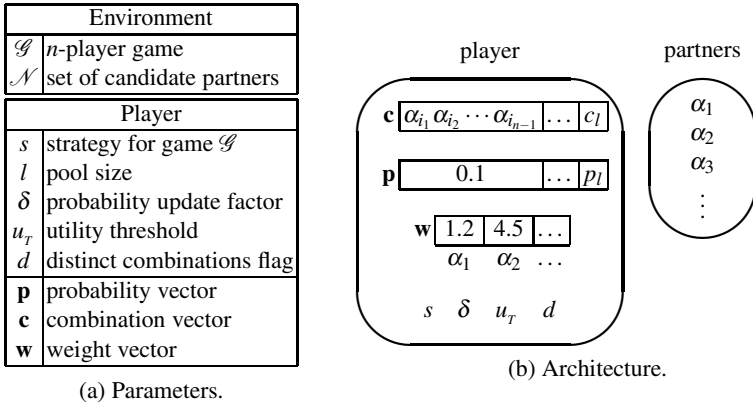 Environment
𝒢 n-player game
𝒩 set of candidate partners
Player
s strategy for game 𝒢
l pool size
δ probability update factor
u_T utility threshold
d distinct combinations flag
p probability vector
c combination vector
w weight vector
(a) Parameters.
player
c α_{i_1} α_{i_2} ··· α_{i_{n−1}} ... c_l
p 0.1 ... p_l
w 1.2 4.5 ...
α_1 α_2 ...
s δ u_T d
partners
α_1
α_2
α_3
⋮
(b) Architecture.